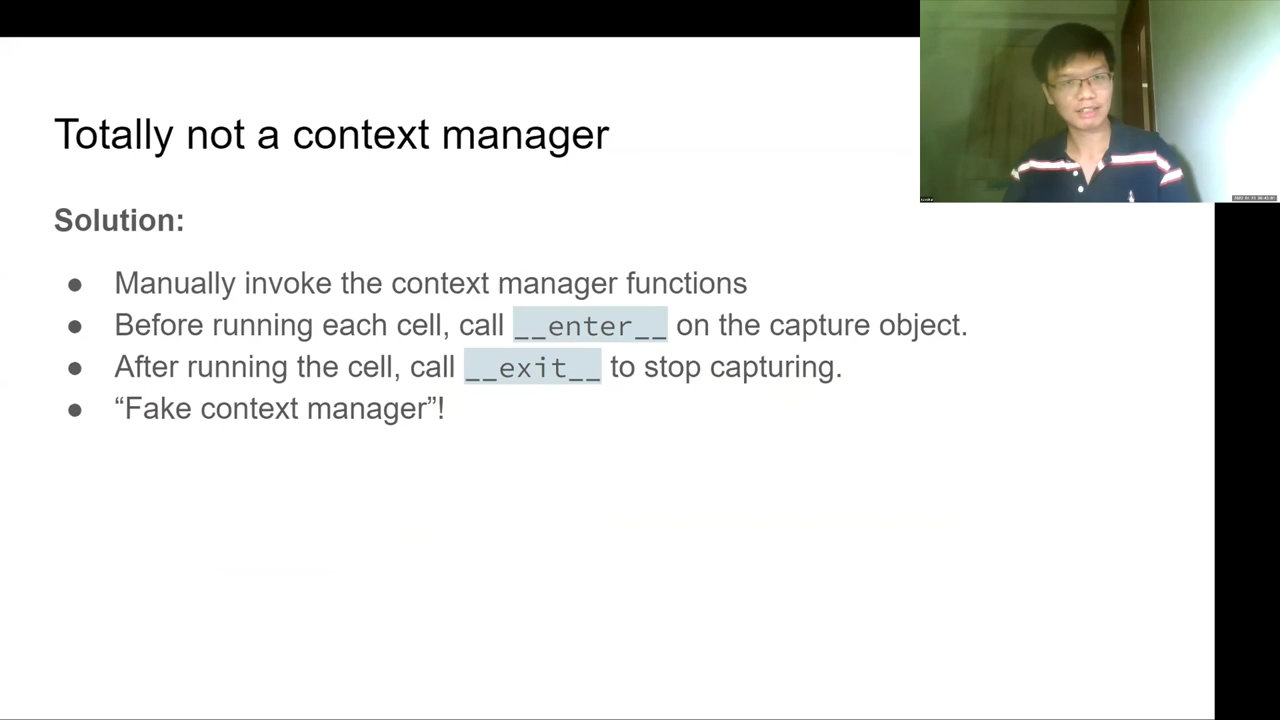 Totally not a context manager
Solution:
● Manually invoke the context manager functions
● Before running each cell, call __enter__ on the capture object.
● After running the cell, call __exit__ to stop capturing.
● “Fake context manager”!